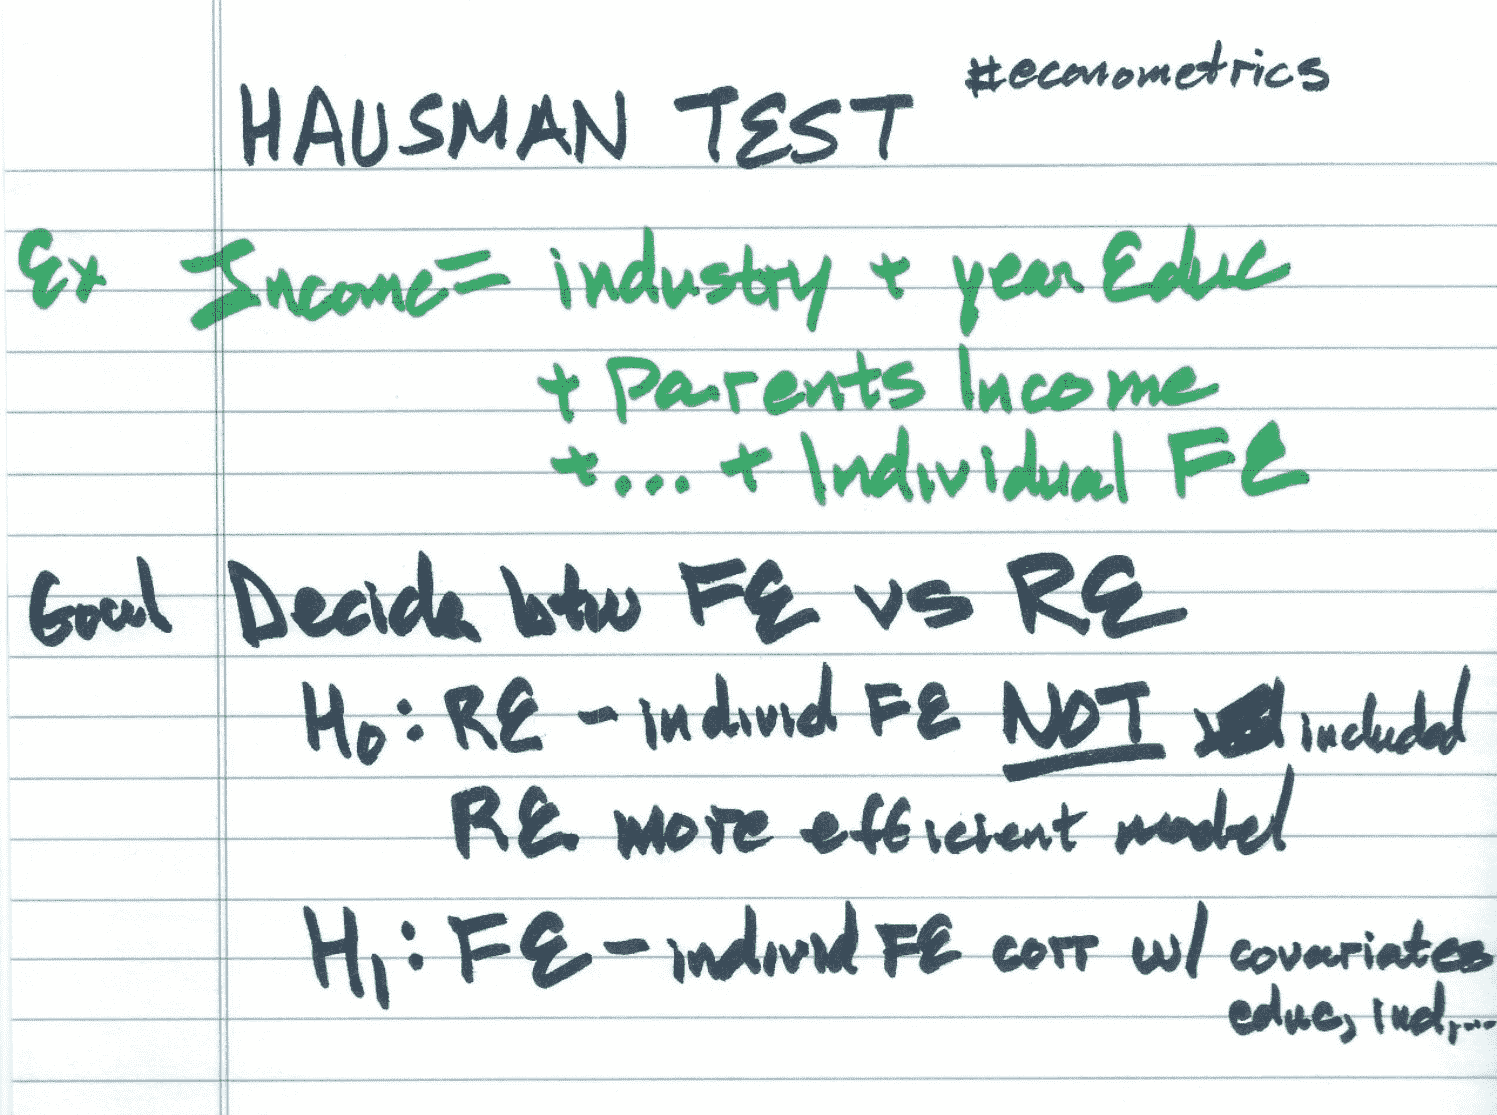 #econometrics
HAUSMAN TEST
Ex Income = industry + year Educ
+ Parents Income
+ ... + Individual FE
Goal Decide btw FE vs RE
H₀: RE - individ FE NOT included
RE more efficient model
H₁: FE - individ FE corr w/ covariates
educ, ind, ...